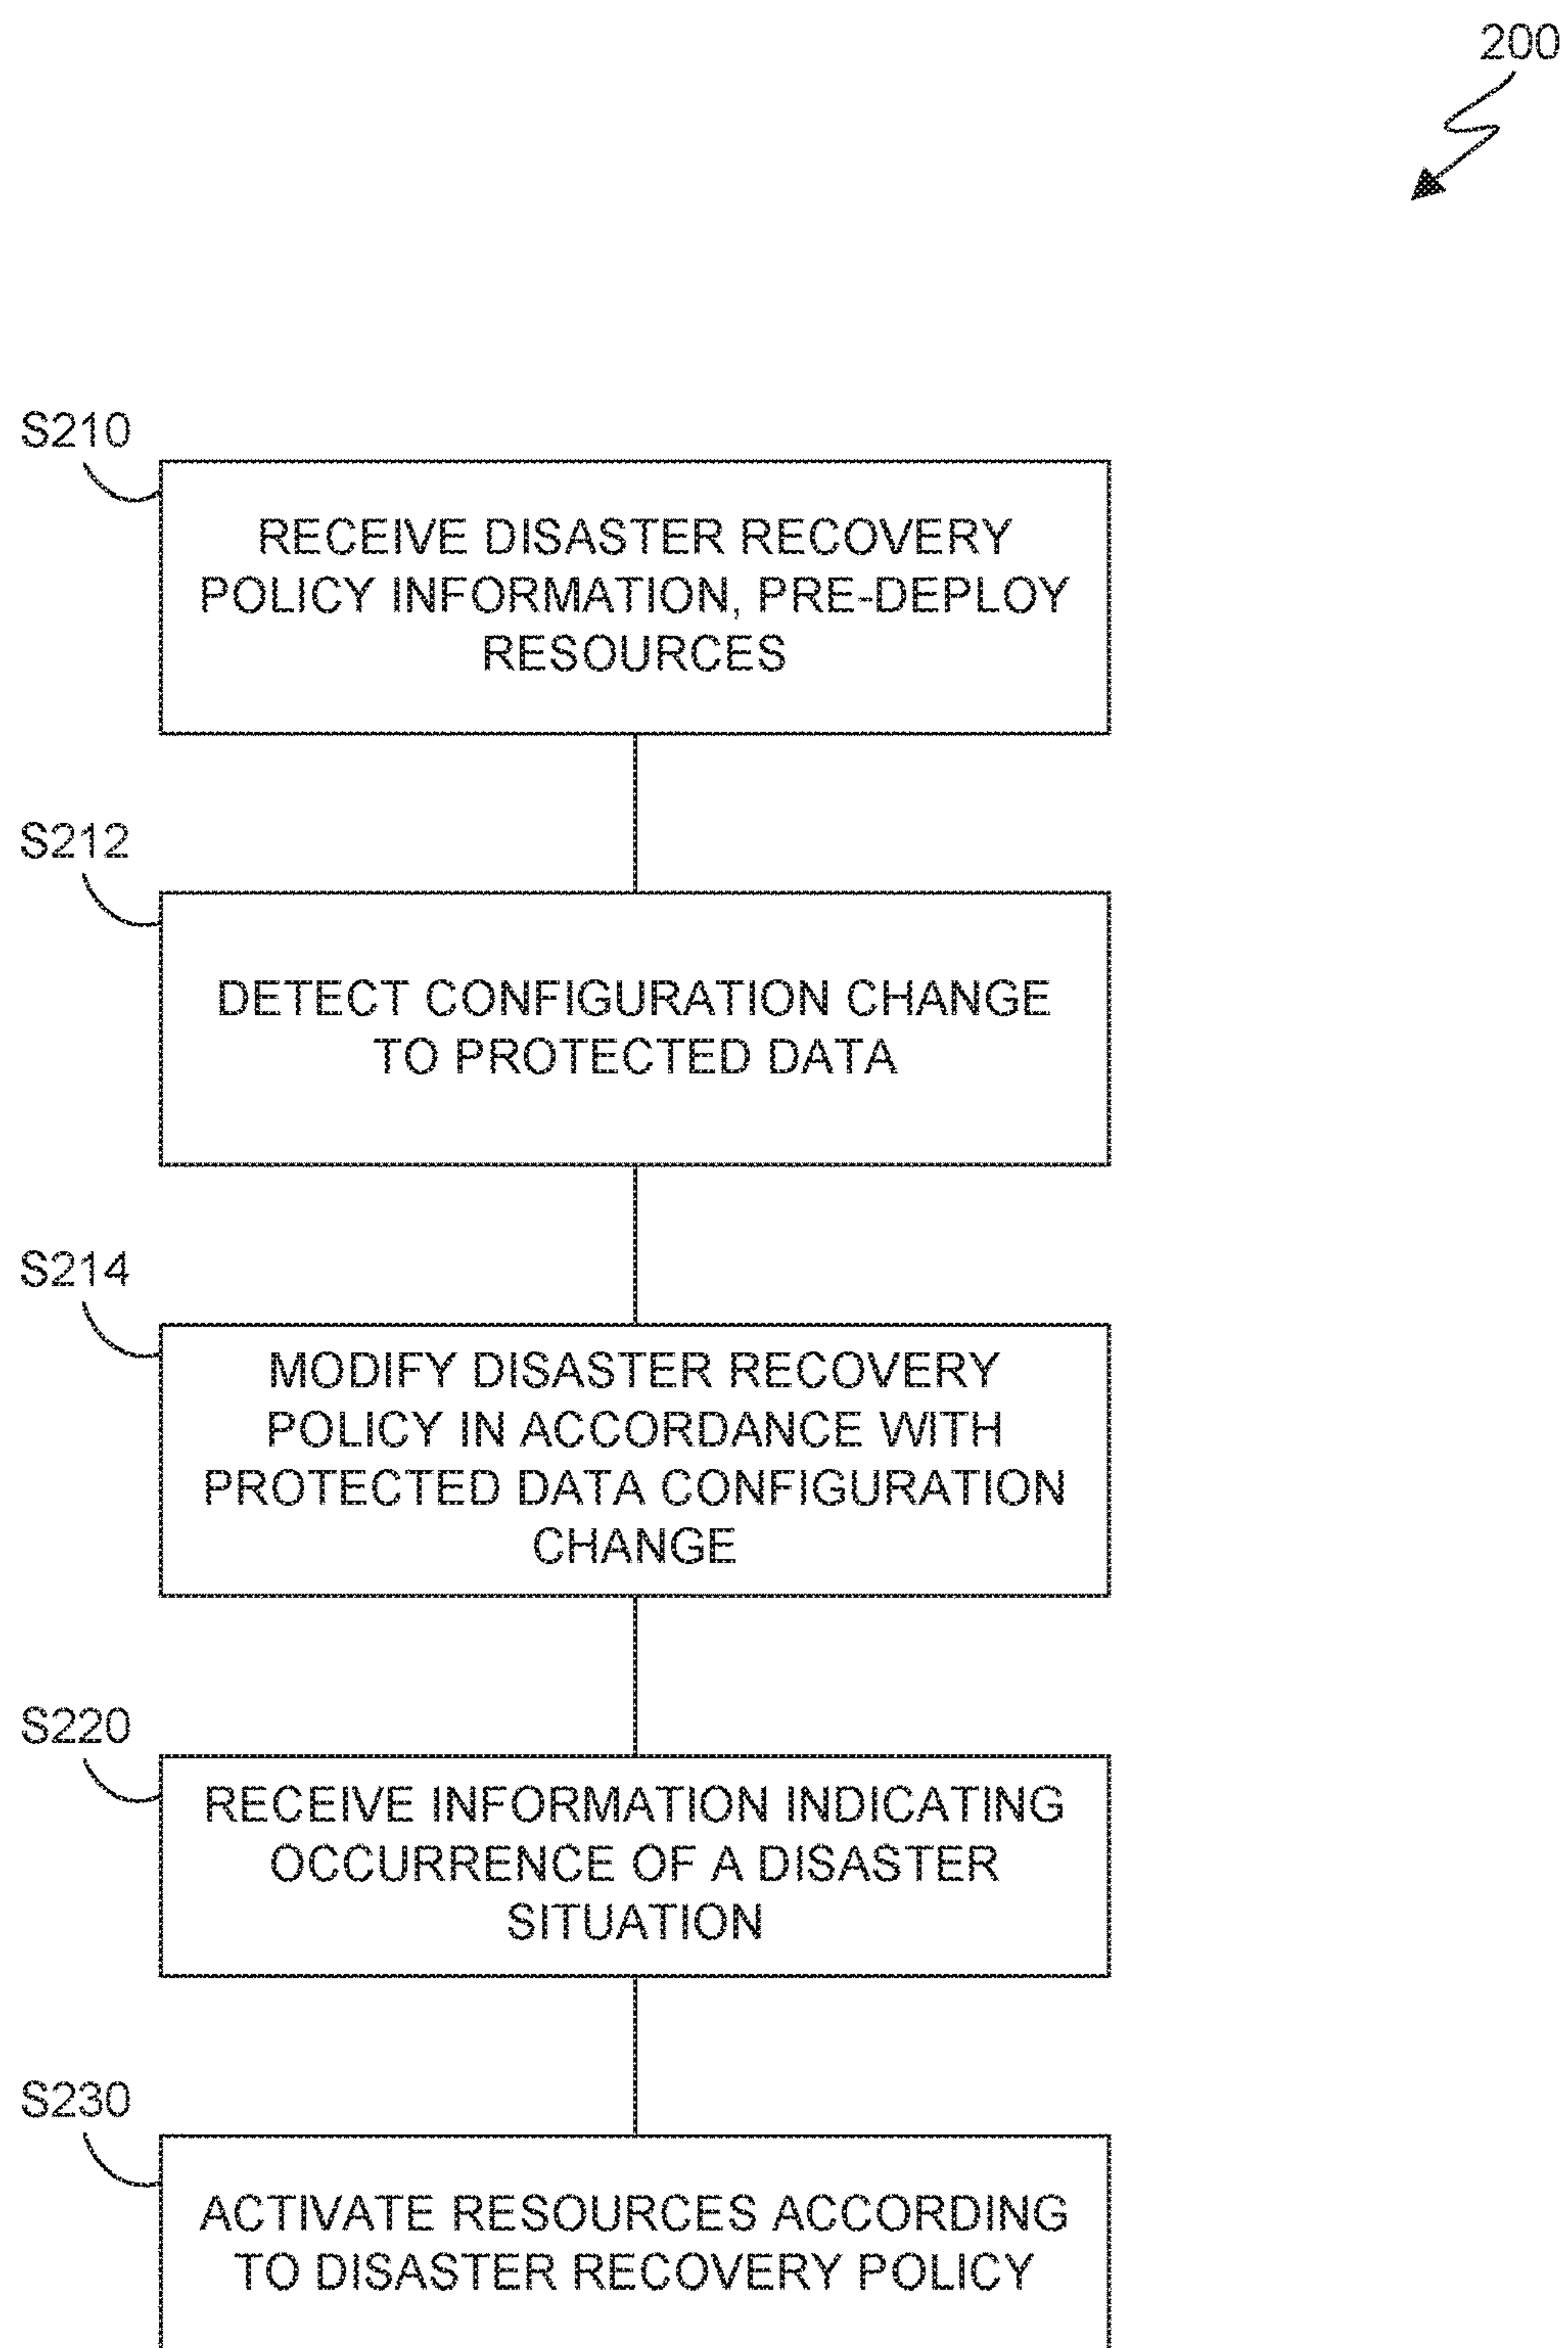 200
S210
RECEIVE DISASTER RECOVERY
POLICY INFORMATION, PRE-DEPLOY
RESOURCES
S212
DETECT CONFIGURATION CHANGE
TO PROTECTED DATA
S214
MODIFY DISASTER RECOVERY
POLICY IN ACCORDANCE WITH
PROTECTED DATA CONFIGURATION
CHANGE
S220
RECEIVE INFORMATION INDICATING
OCCURRENCE OF A DISASTER
SITUATION
S230
ACTIVATE RESOURCES ACCORDING
TO DISASTER RECOVERY POLICY